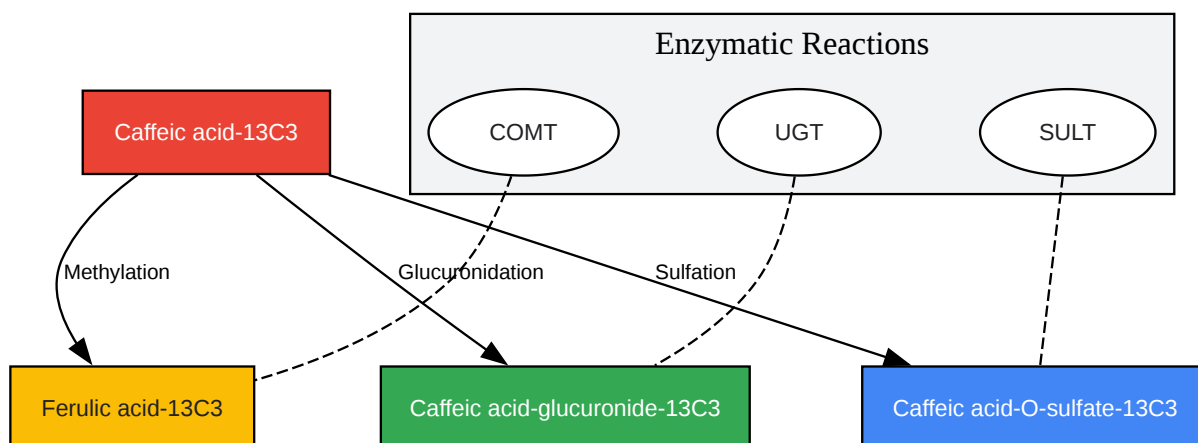 Enzymatic Reactions
Caffeic acid-13C3
COMT
UGT
SULT
Methylation
Glucuronidation
Sulfation
Ferulic acid-13C3
Caffeic acid-glucuronide-13C3
Caffeic acid-O-sulfate-13C3